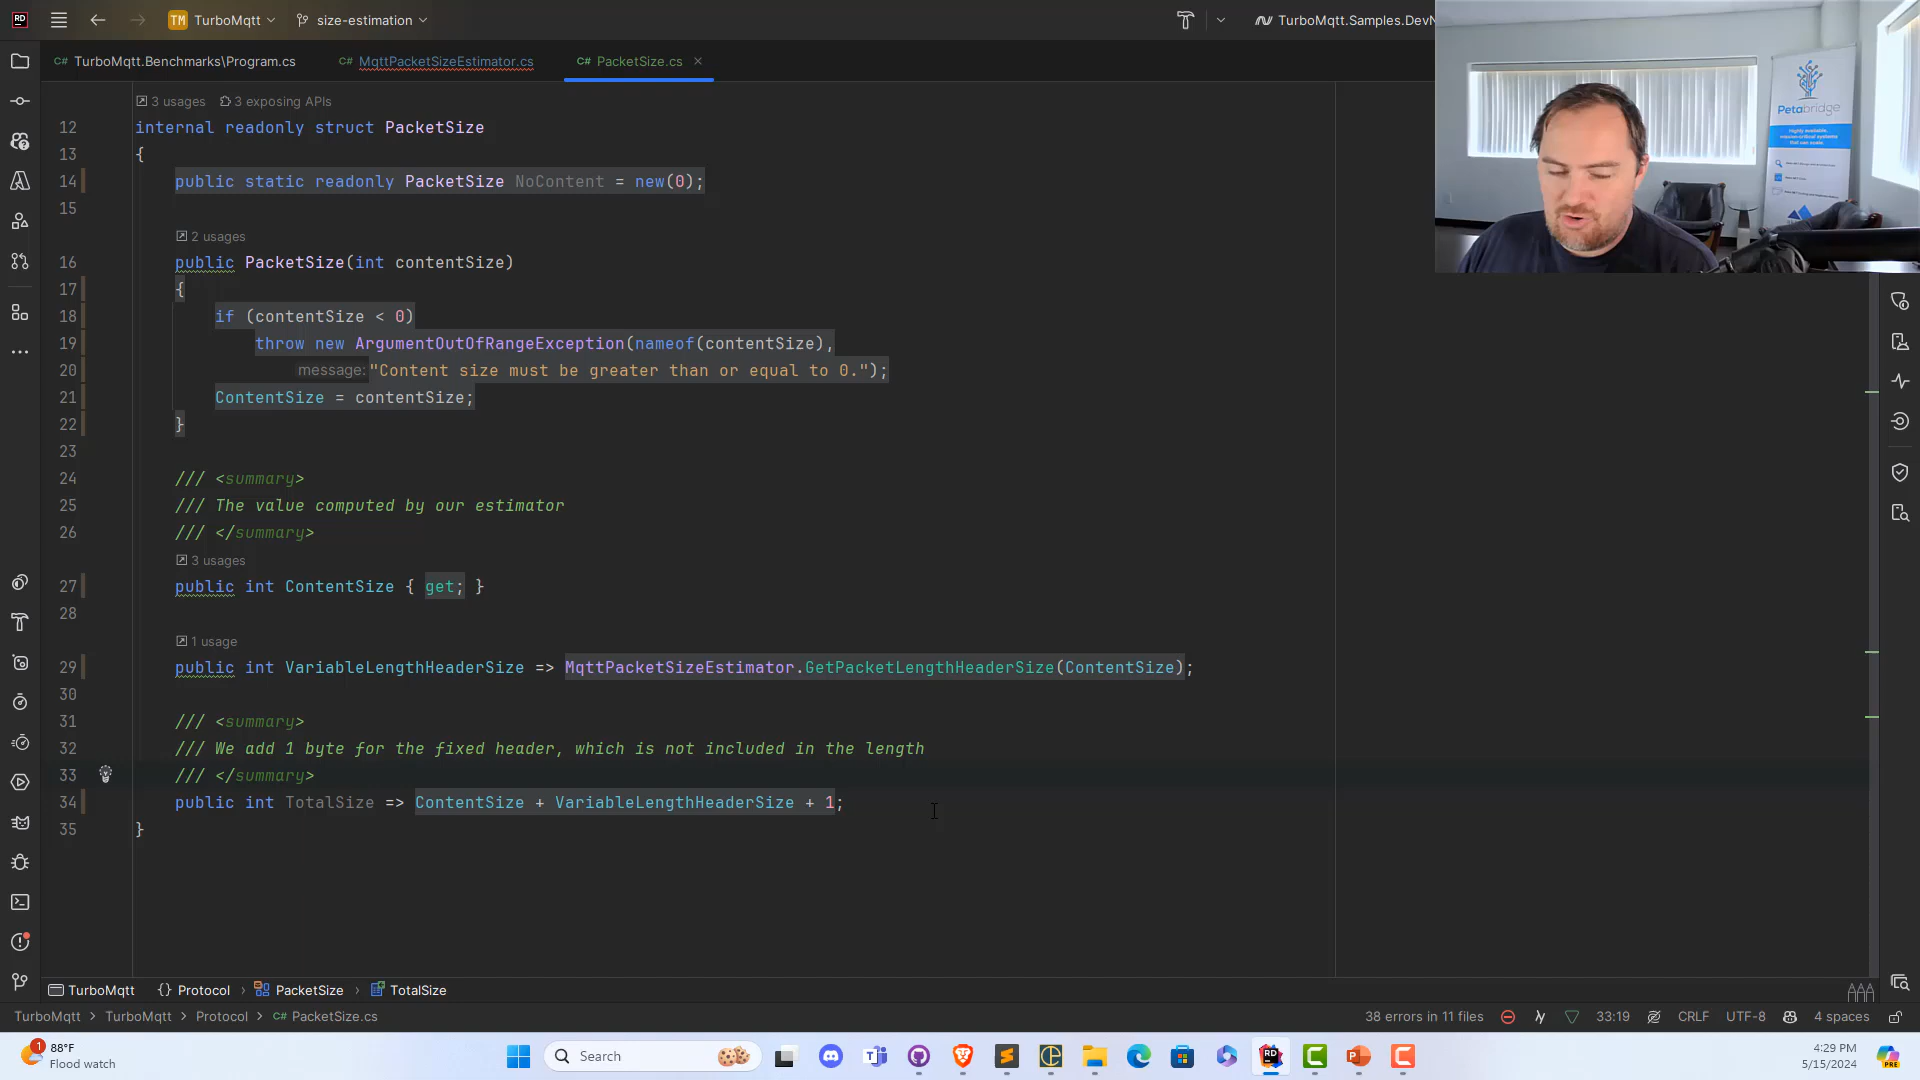 TM TurboMqtt
size-estimation
TurboMqtt.Samples.DevN
C# TurboMqtt.Benchmarks\Program.cs
C# MqttPacketSizeEstimator.cs
C# PacketSize.cs
3 usages 3 exposing APIs
12 internal readonly struct PacketSize
13 {
14 public static readonly PacketSize NoContent = new(0);
15
2 usages
16 public PacketSize(int contentSize)
17 {
18 if (contentSize < 0)
19 throw new ArgumentOutOfRangeException(nameof(contentSize),
20 message: "Content size must be greater than or equal to 0.");
21 ContentSize = contentSize;
22 }
23
24 /// <summary>
25 /// The value computed by our estimator
26 /// </summary>
3 usages
27 public int ContentSize { get; }
28
1 usage
29 public int VariableLengthHeaderSize => MqttPacketSizeEstimator.GetPacketLengthHeaderSize(ContentSize);
30
31 /// <summary>
32 /// We add 1 byte for the fixed header, which is not included in the length
33 /// </summary>
34 public int TotalSize => ContentSize + VariableLengthHeaderSize + 1;
35 }
Petabridge
TurboMqtt {} Protocol > PacketSize > TotalSize
TurboMqtt > TurboMqtt > Protocol > C# PacketSize.cs
38 errors in 11 files 33:19 CRLF UTF-8 4 spaces
1 88°F
Flood watch
Search
RD
4:29 PM
5/15/2024
PRE